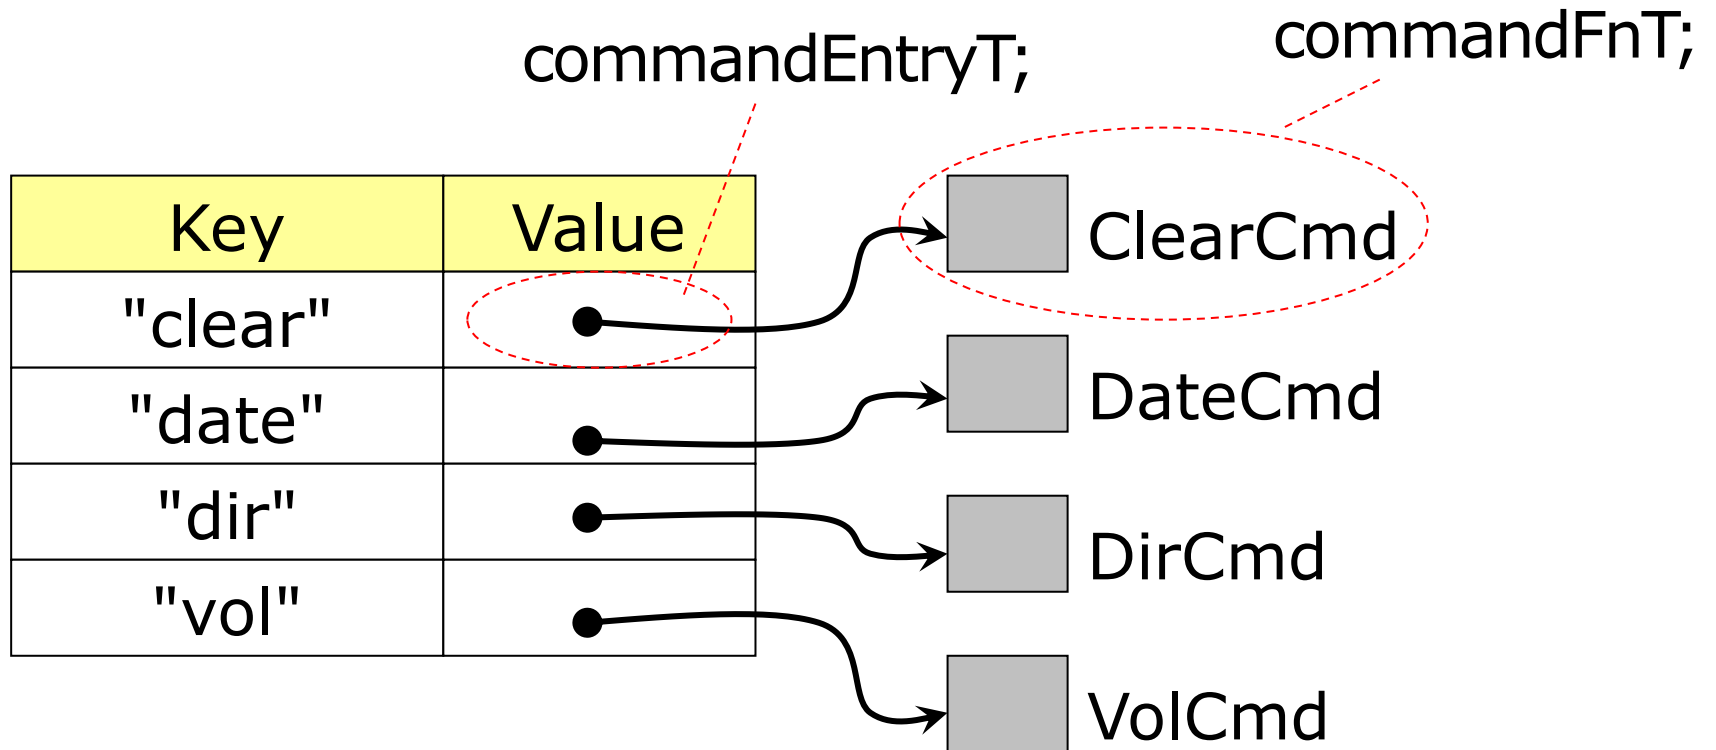 commandEntryT;
commandFnT;
Key Value
"clear"
"date"
"dir"
"vol"
ClearCmd
DateCmd
DirCmd
VolCmd